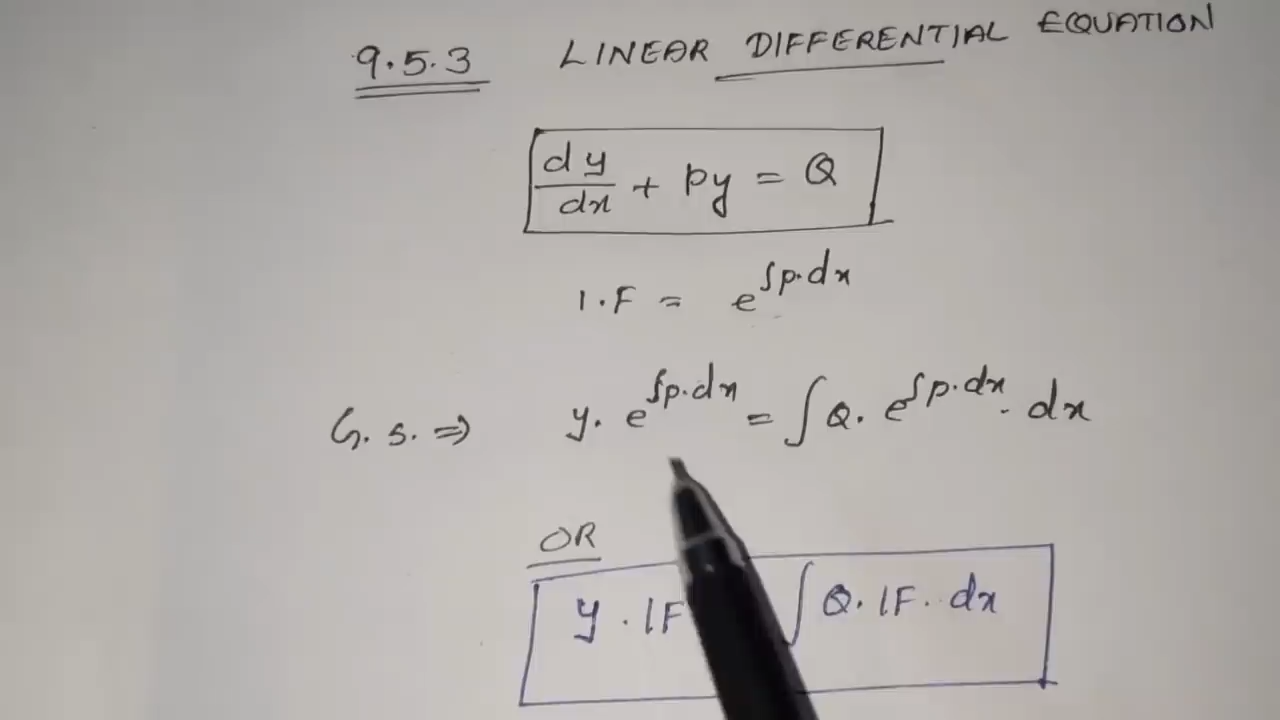 9.5.3 LINEAR DIFFERENTIAL EQUATION
dy/dx + py = Q
I.F = e^∫p.dx
G.S. ⇒ y. e^∫p.dx = ∫Q. e^∫p.dx . dx
OR
y . IF ∫ Q. IF. dx